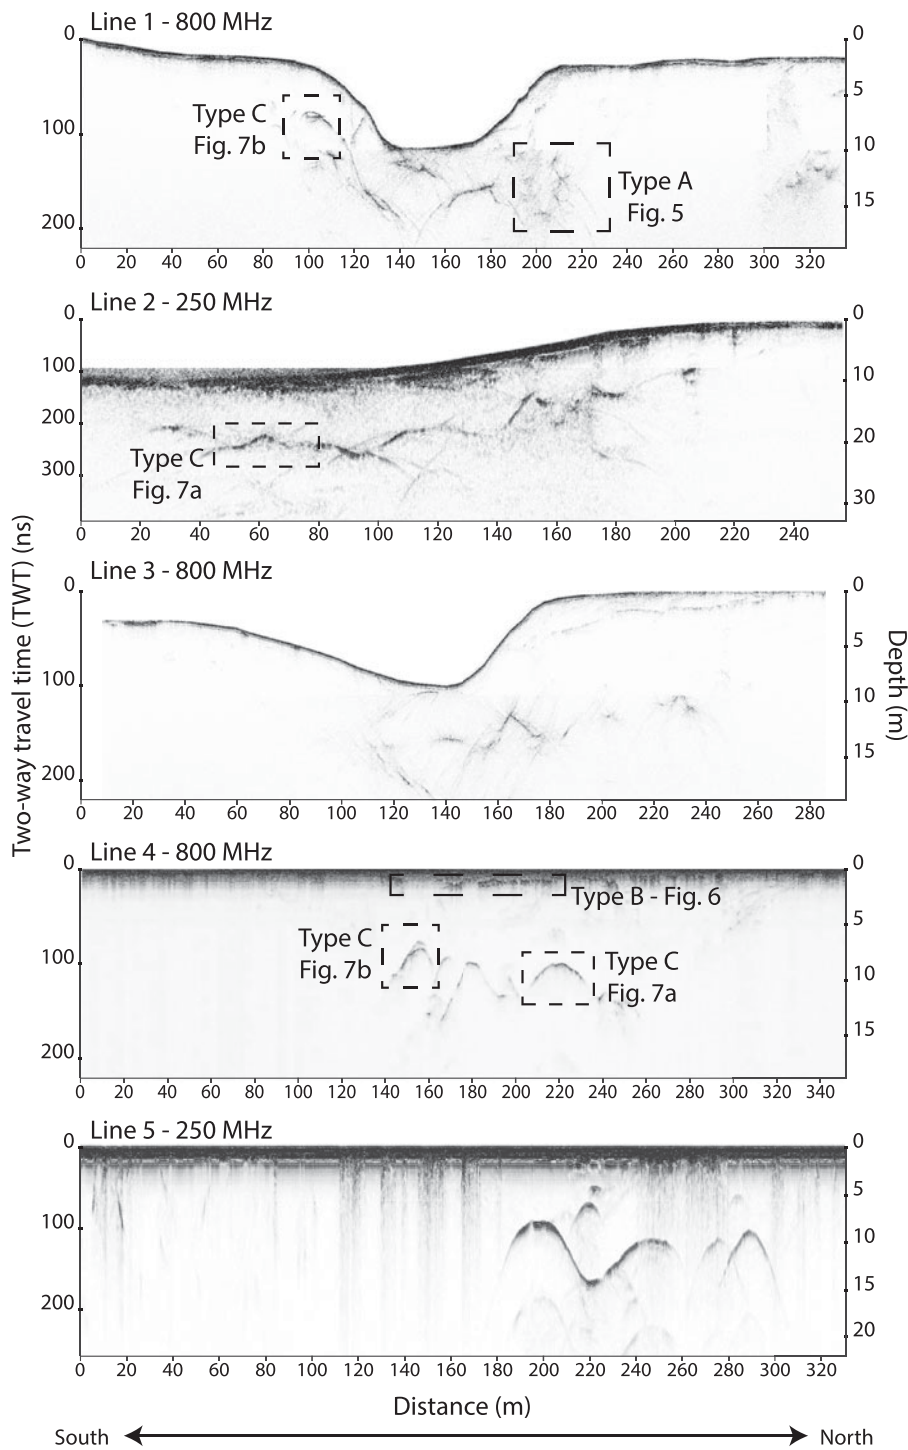 Line 1 - 800 MHz
0
100
200
0
5
10
15
Type C
Fig. 7b
Type A
Fig. 5
0 20 40 60 80 100 120 140 160 180 200 220 240 260 280 300 320
Line 2 - 250 MHz
0
100
200
300
0
10
20
30
Type C
Fig. 7a
0 20 40 60 80 100 120 140 160 180 200 220 240
Line 3 - 800 MHz
0
100
200
0
5
10
15
0 20 40 60 80 100 120 140 160 180 200 220 240 260 280
Line 4 - 800 MHz
0
100
200
0
5
10
15
Type B - Fig. 6
Type C
Fig. 7b
Type C
Fig. 7a
0 20 40 60 80 100 120 140 160 180 200 220 240 260 280 300 320 340
Line 5 - 250 MHz
0
100
200
0
5
10
15
20
0 20 40 60 80 100 120 140 160 180 200 220 240 260 280 300 320
Two-way travel time (TWT) (ns)
Depth (m)
Distance (m)
South North